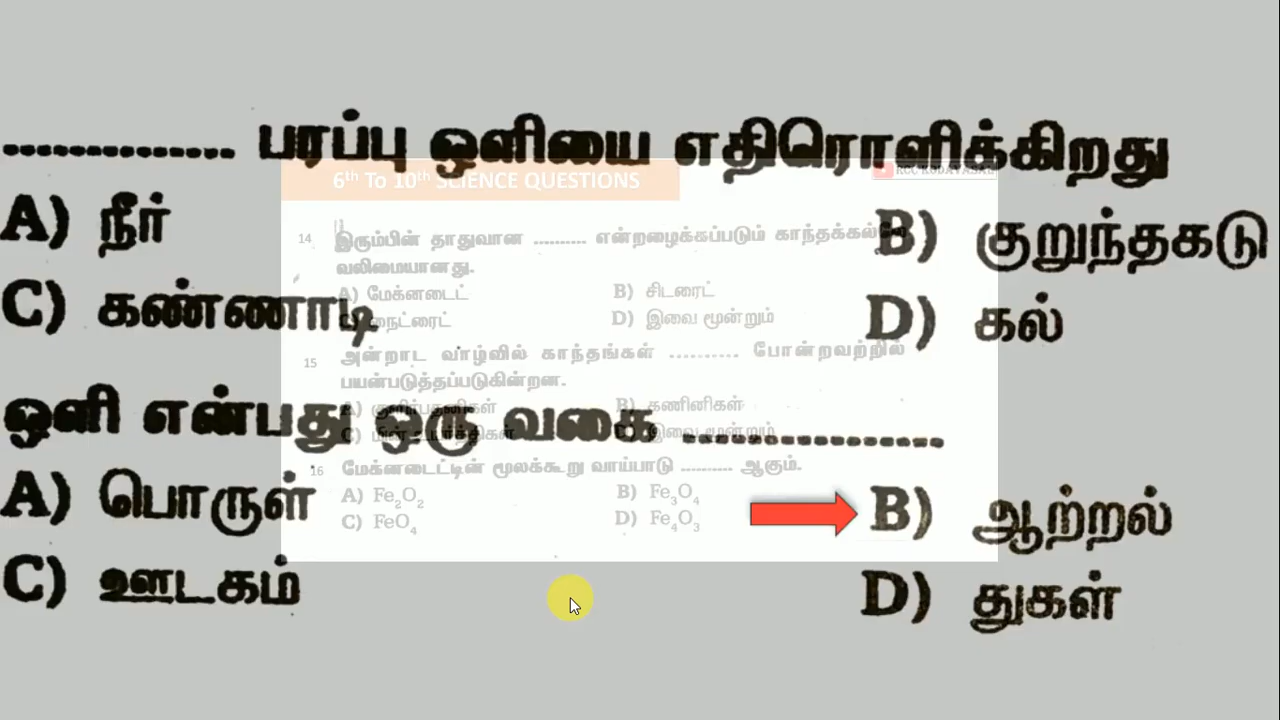 ............. பரப்பு ஒளியை எதிரொளிக்கிறது
A) நீர்
B) குறுந்தகடு
C) கண்ணாடி
D) கல்
ஒளி என்பது ஒரு வகை ................
A) பொருள்
B) ஆற்றல்
C) ஊடகம்
D) துகள்
6th To 10th SCIENCE QUESTIONS
14 இரும்பின் தாதுவான .......... என்றழைக்கப்படும் காந்தக்கல்லே
வலிமையானது.
A) மேக்னடைட்
B) சிடரைட்
C) நைட்ரைட்
D) இவை மூன்றும்
15 அன்றாட வாழ்வில் காந்தங்கள் .......... போன்றவற்றில்
பயன்படுத்தப்படுகின்றன.
A)
B) கணினிகள்
C)
D) இவை மூன்றும்
16 மேக்னடைட்டின் மூலக்கூறு வாய்பாடு .......... ஆகும்.
A) Fe₂O₂
B) Fe₃O₄
C) FeO₄
D) Fe₄O₃